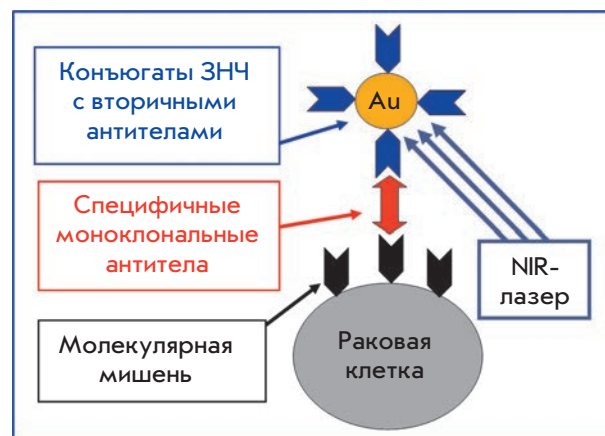 Конъюгаты ЗНЧ
с вторичными
антителами
Au
Специфичные
моноклональные
антитела
NIR-
лазер
Молекулярная
мишень
Раковая
клетка